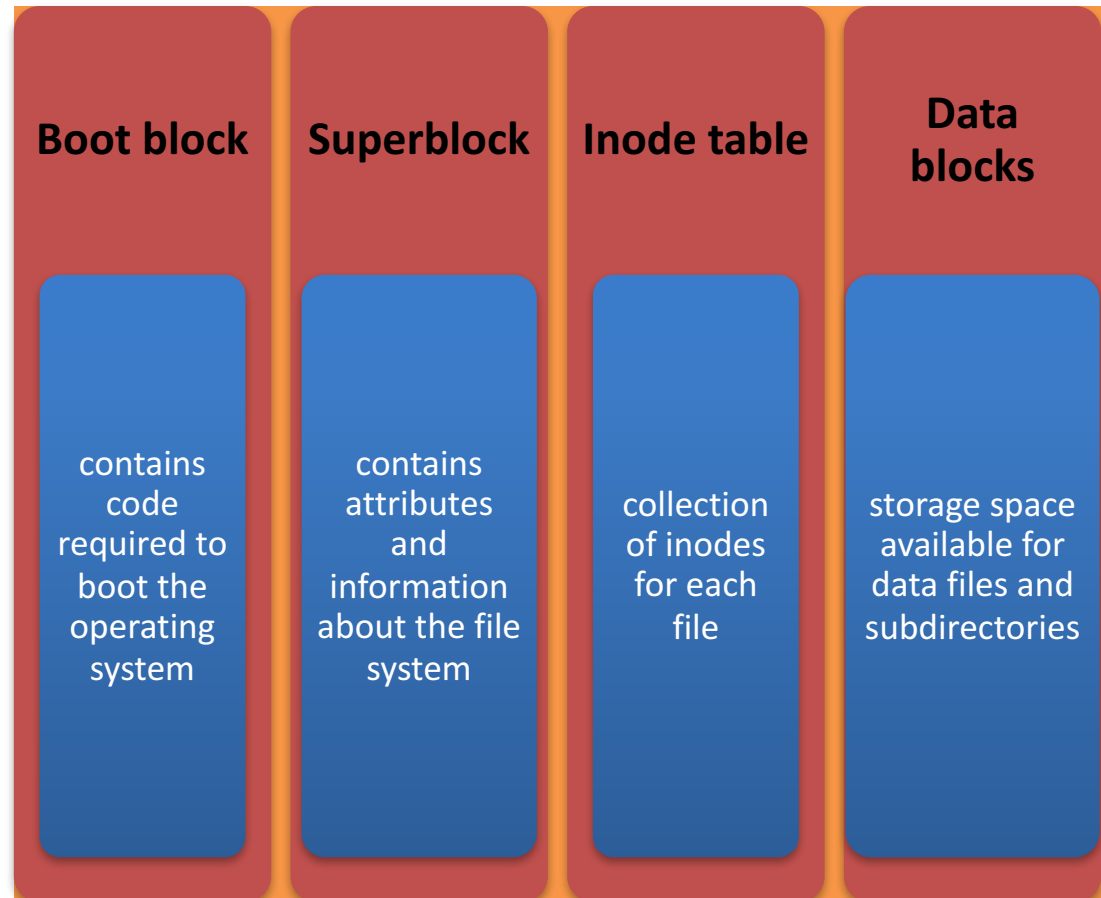 Boot block
contains
code
required to
boot the
operating
system
Superblock
contains
attributes
and
information
about the file
system
Inode table
collection
of inodes
for each
file
Data
blocks
storage space
available for
data files and
subdirectories